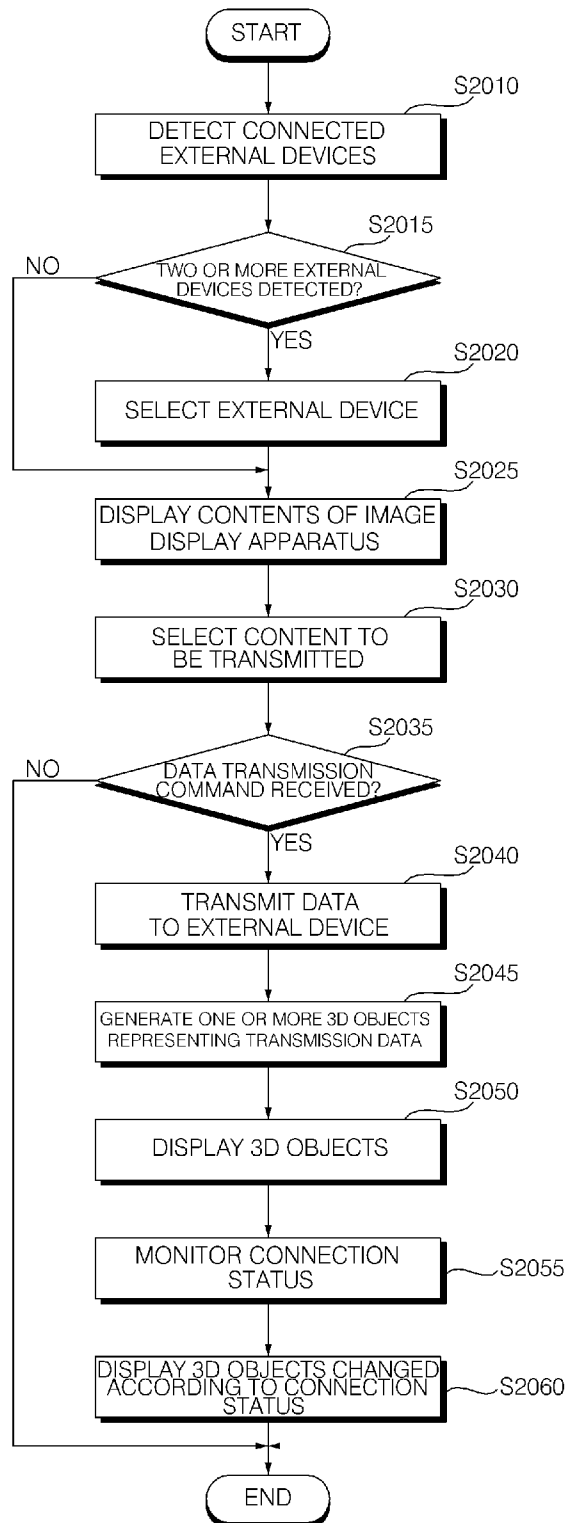 START
S2010
DETECT CONNECTED
EXTERNAL DEVICES
S2015
NO
TWO OR MORE EXTERNAL
DEVICES DETECTED?
YES
S2020
SELECT EXTERNAL DEVICE
S2025
DISPLAY CONTENTS OF IMAGE
DISPLAY APPARATUS
S2030
SELECT CONTENT TO
BE TRANSMITTED
S2035
NO
DATA TRANSMISSION
COMMAND RECEIVED?
YES
S2040
TRANSMIT DATA
TO EXTERNAL DEVICE
S2045
GENERATE ONE OR MORE 3D OBJECTS
REPRESENTING TRANSMISSION DATA
S2050
DISPLAY 3D OBJECTS
MONITOR CONNECTION
STATUS
S2055
DISPLAY 3D OBJECTS CHANGED
ACCORDING TO CONNECTION
STATUS
S2060
END